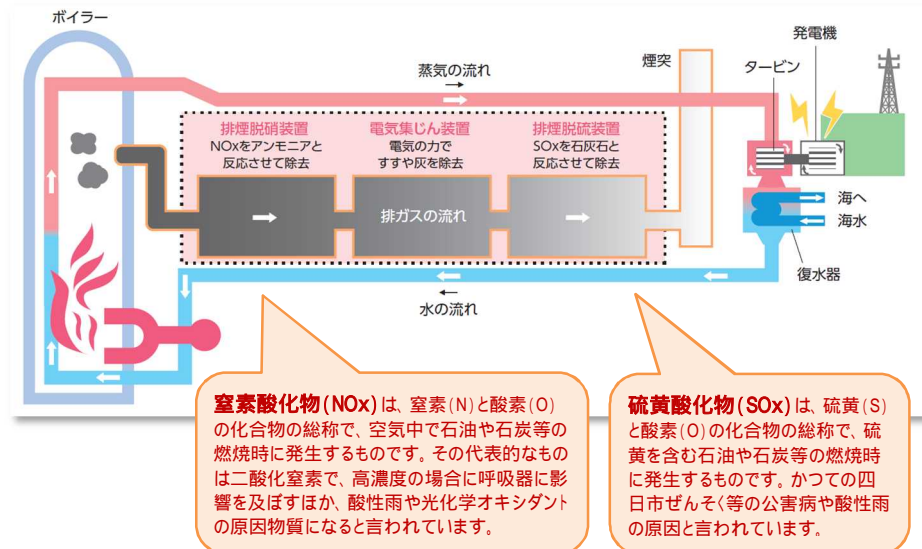 ボイラー
発電機
煙突
タービン
蒸気の流れ
→
排煙脱硝装置
NOxをアンモニアと
反応させて除去
電気集じん装置
電気の力で
すすや灰を除去
排煙脱硫装置
SOxを石灰石と
反応させて除去
排ガスの流れ
海へ
海水
復水器
←
水の流れ
窒素酸化物(NOx)は、窒素(N)と酸素(O)
の化合物の総称で、空気中で石油や石炭等の
燃焼時に発生するものです。その代表的なもの
は二酸化窒素で、高濃度の場合に呼吸器に影
響を及ぼすほか、酸性雨や光化学オキシダント
の原因物質になると言われています。
硫黄酸化物(SOx)は、硫黄(S)
と酸素(O)の化合物の総称で、硫
黄を含む石油や石炭等の燃焼時
に発生するものです。かつての四
日市ぜんそく等の公害病や酸性雨
の原因と言われています。